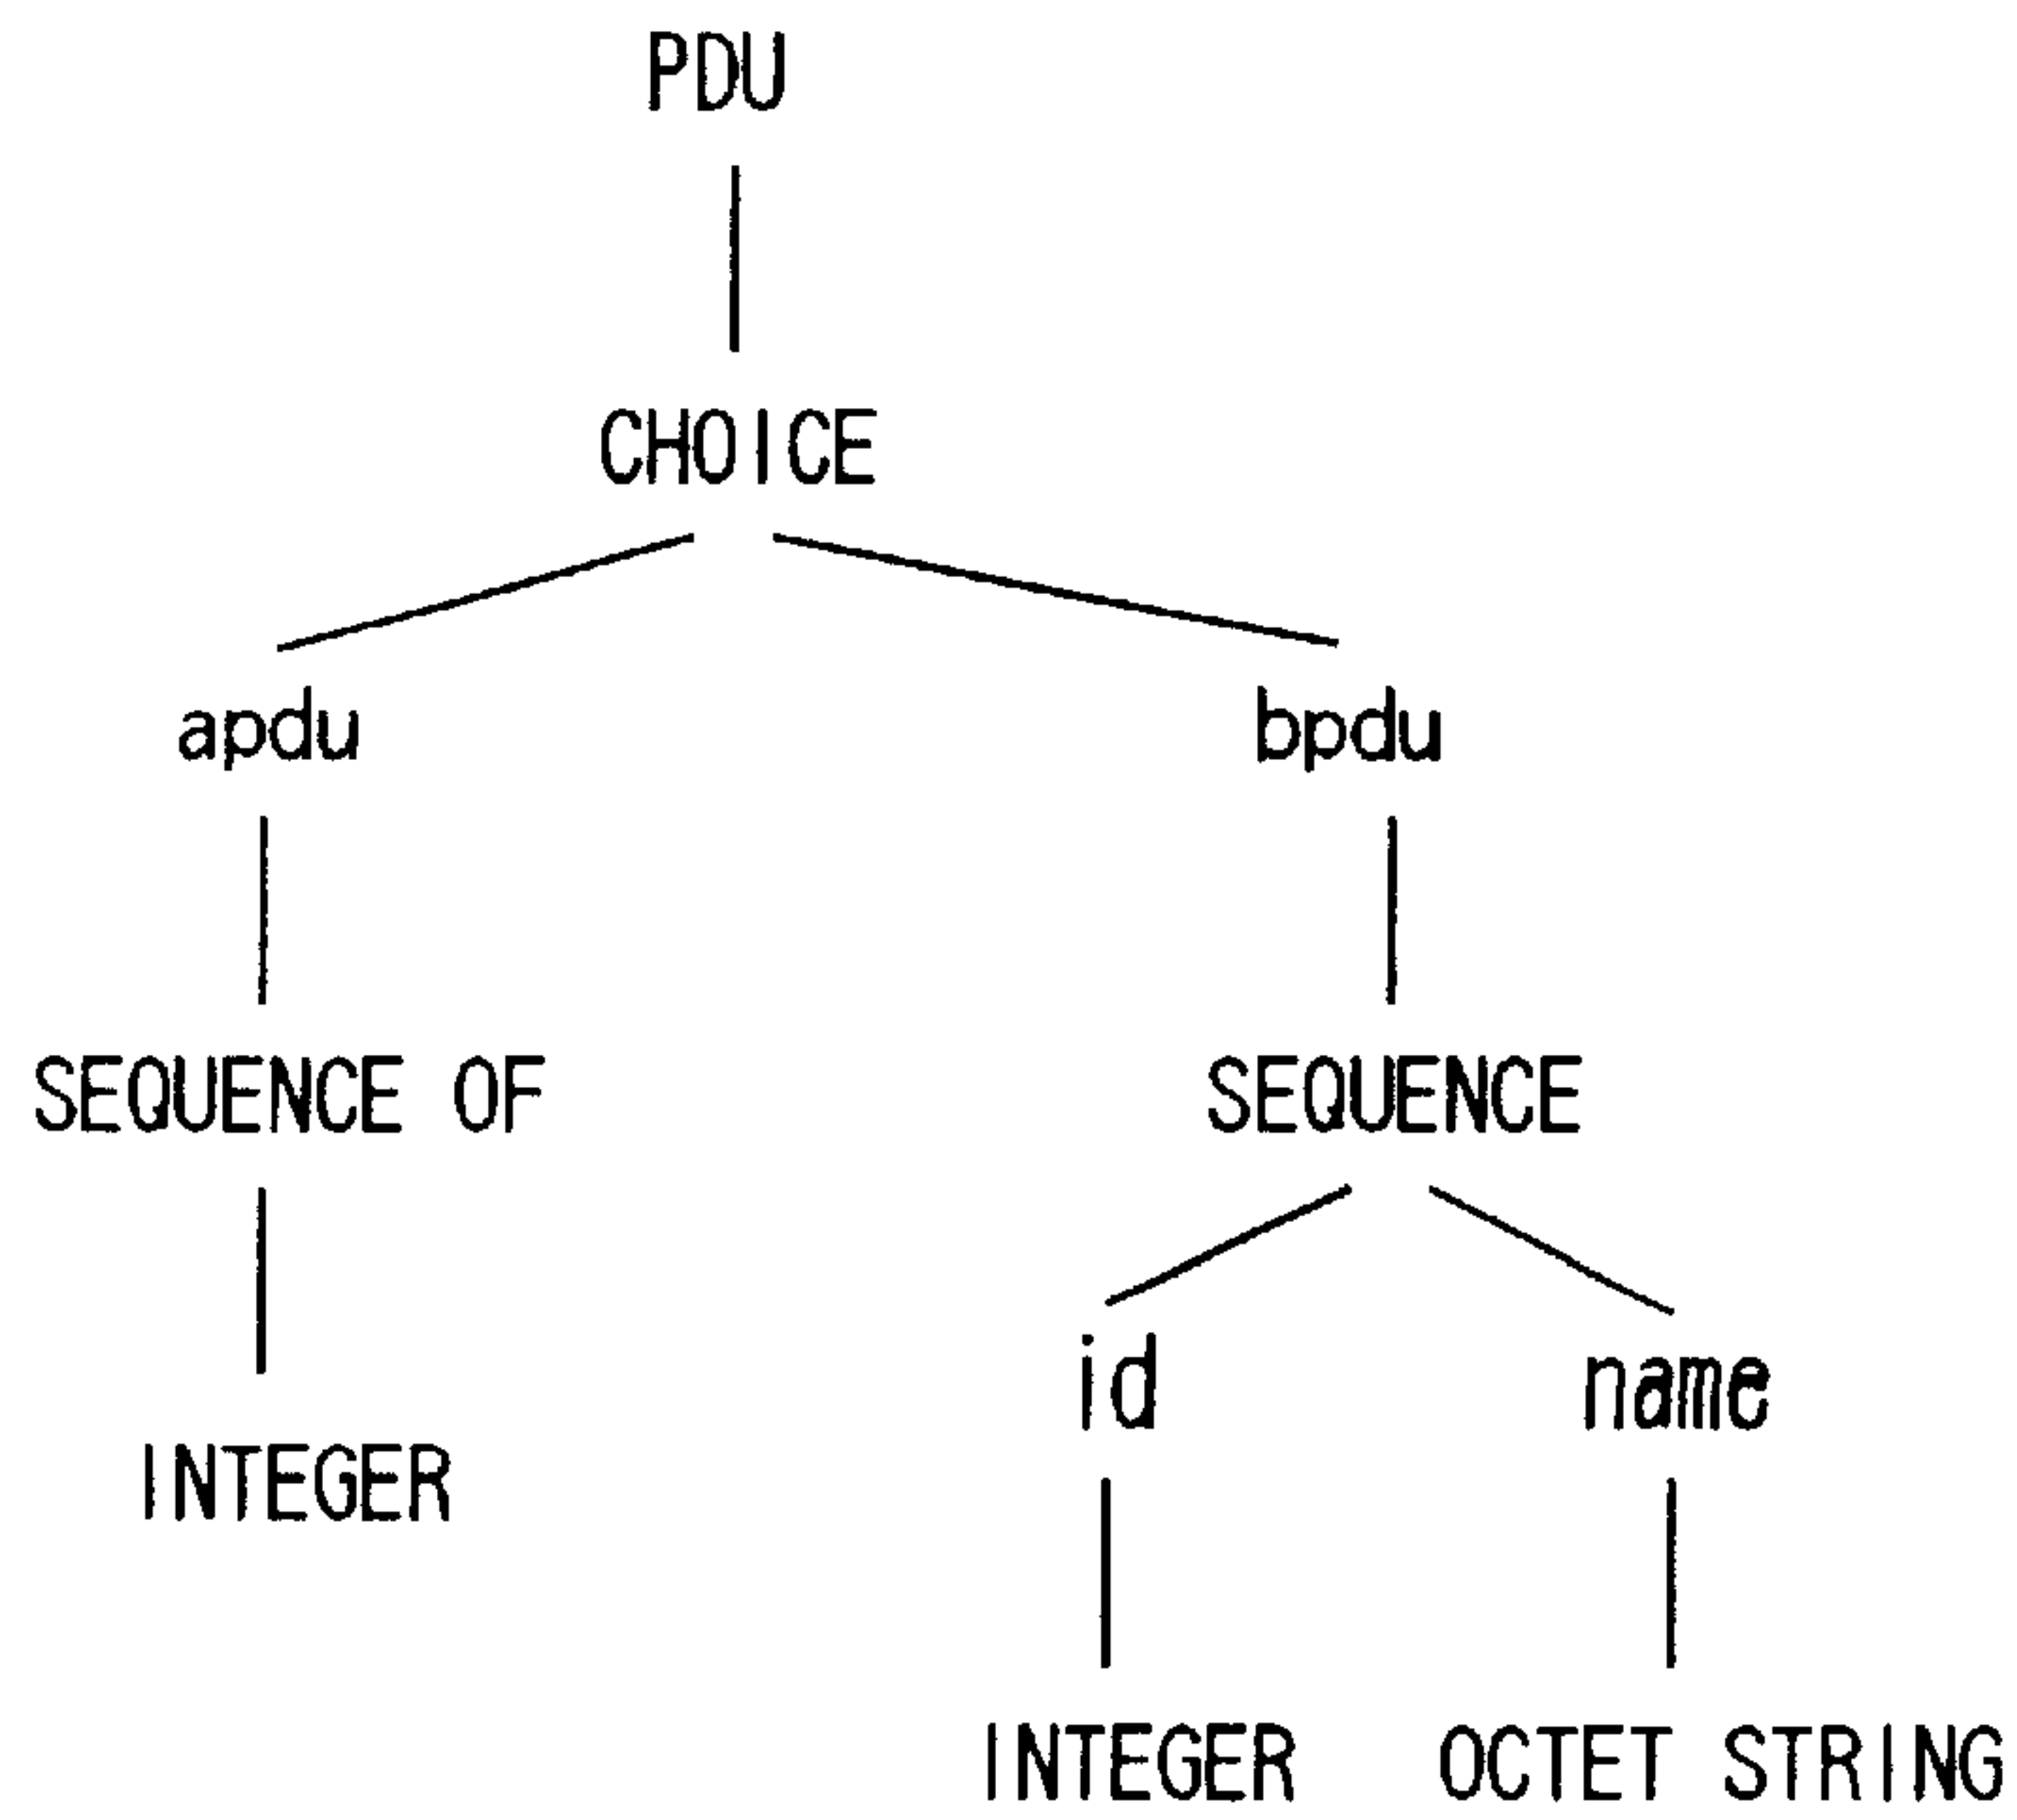 PDU
CHOICE
apdu
bpdu
SEQUENCE OF
SEQUENCE
id
name
INTEGER
INTEGER
OCTET STRING